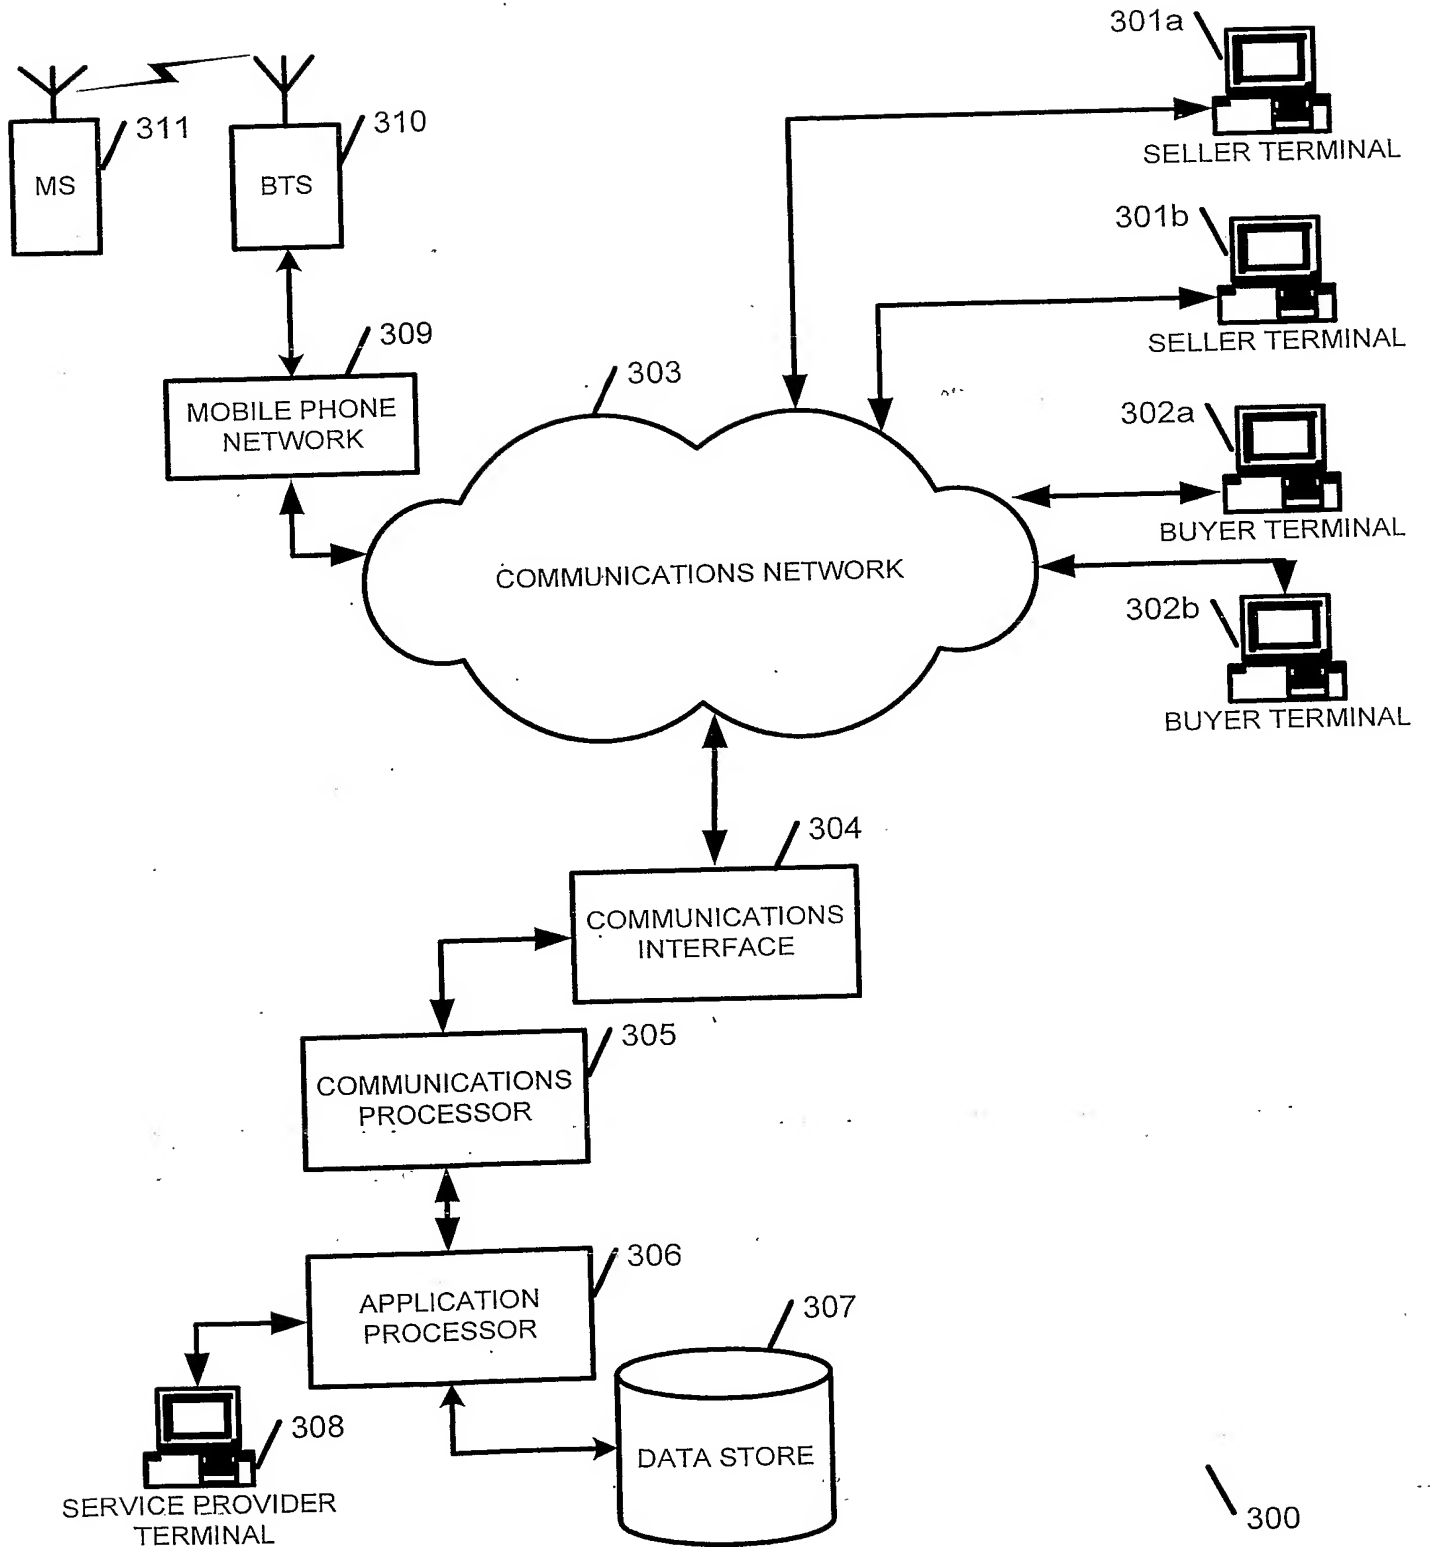 301a
SELLER TERMINAL
311
310
MS
BTS
301b
SELLER TERMINAL
309
MOBILE PHONE
NETWORK
303
302a
BUYER TERMINAL
COMMUNICATIONS NETWORK
302b
BUYER TERMINAL
304
COMMUNICATIONS
INTERFACE
305
COMMUNICATIONS
PROCESSOR
306
APPLICATION
PROCESSOR
307
DATA STORE
308
SERVICE PROVIDER
TERMINAL
300